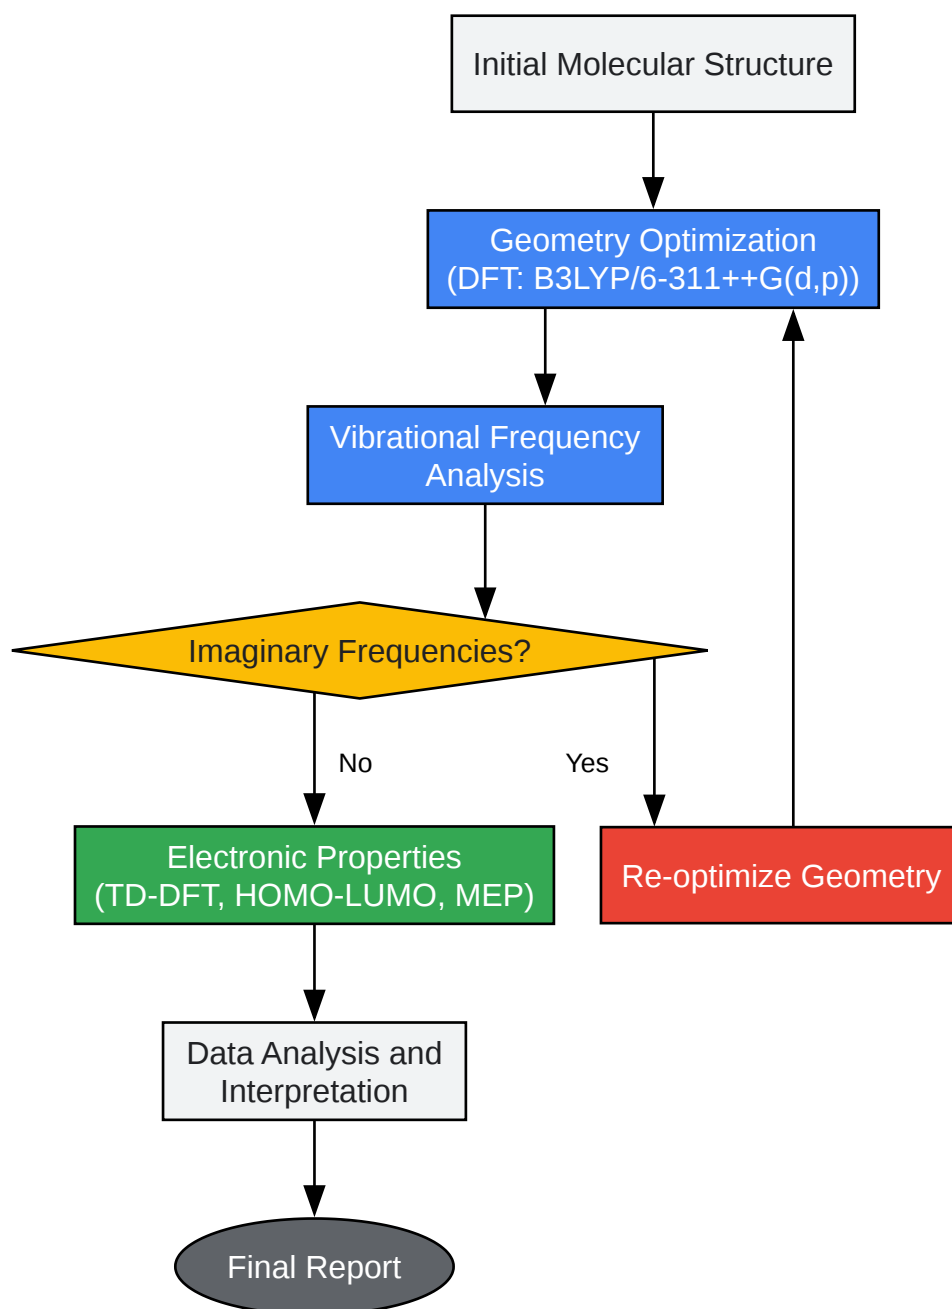 Initial Molecular Structure
Geometry Optimization
(DFT: B3LYP/6-311++G(d,p))
Vibrational Frequency
Analysis
Imaginary Frequencies?
No
Yes
Electronic Properties
(TD-DFT, HOMO-LUMO, MEP)
Re-optimize Geometry
Data Analysis and
Interpretation
Final Report